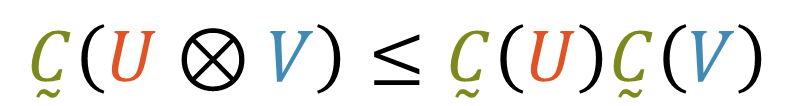 C̰(U ⊗ V) ≤ C̰(U)C̰(V)